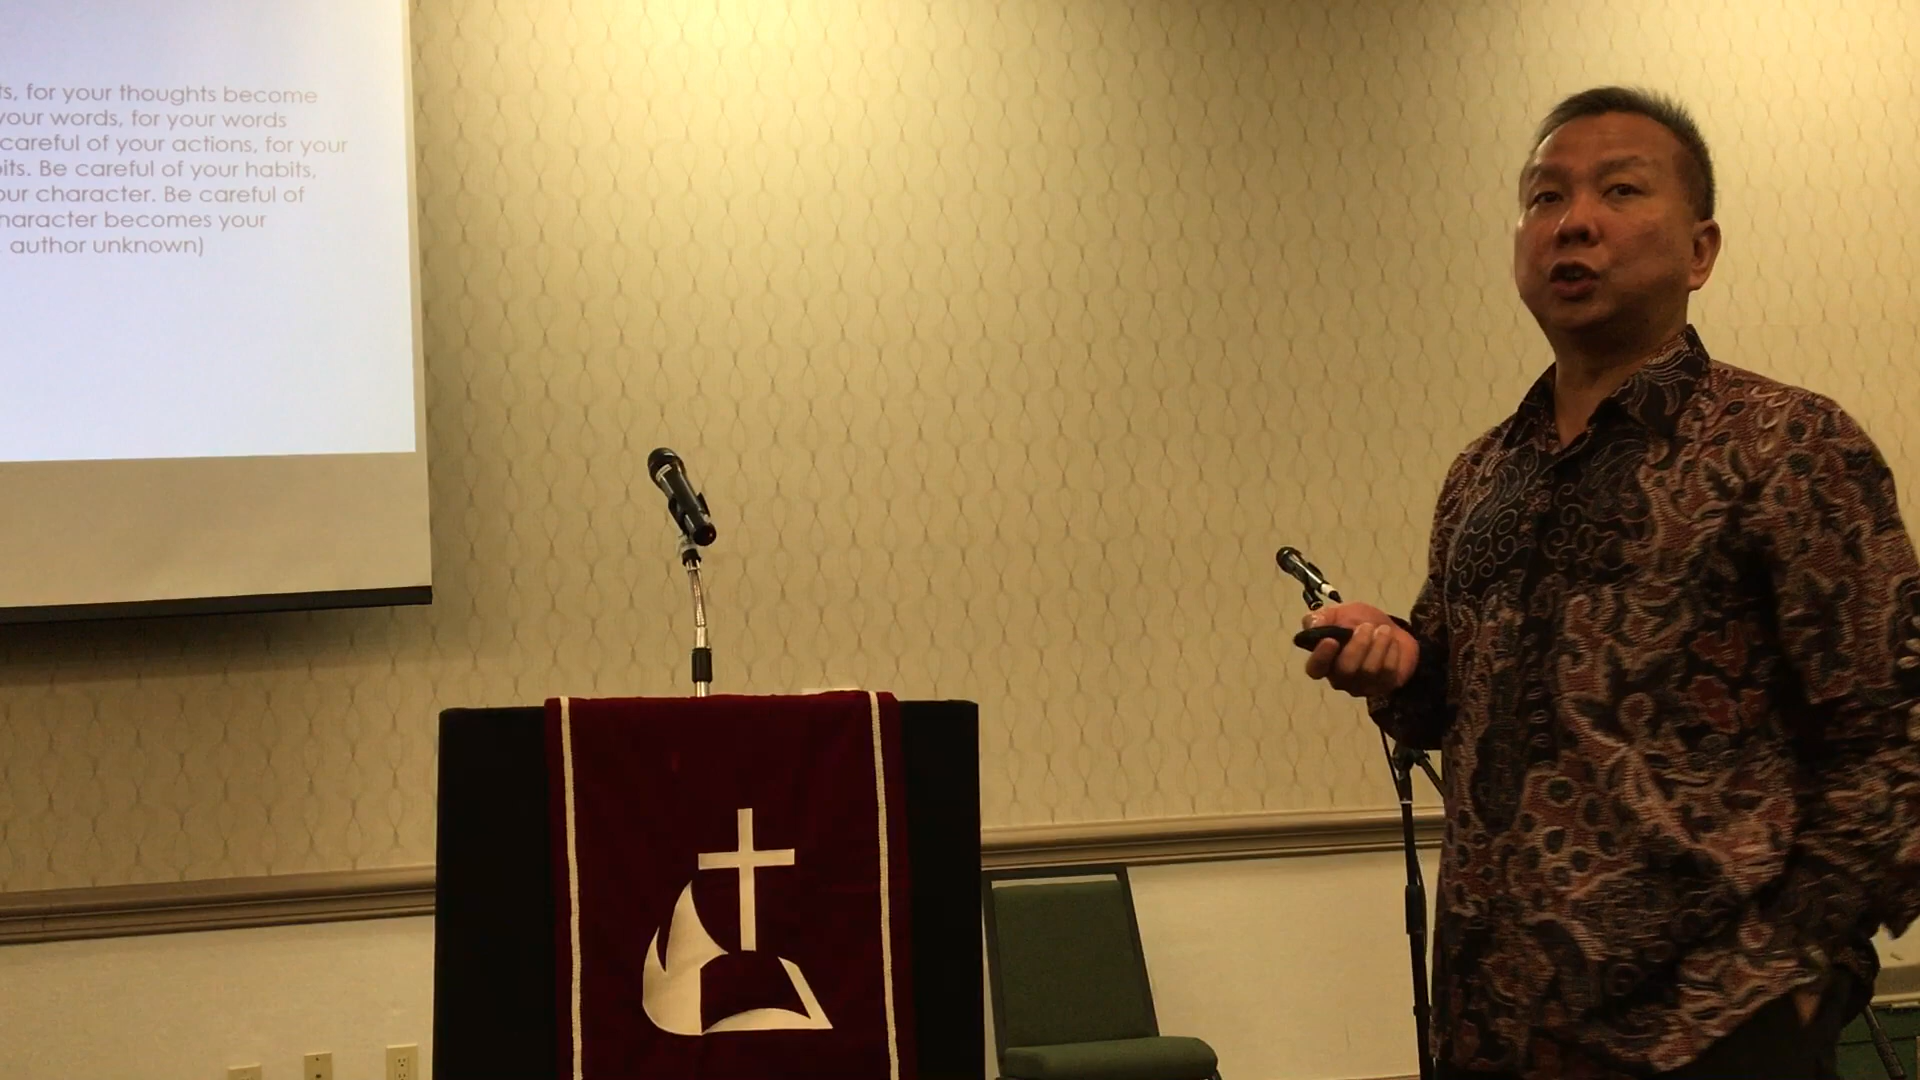 ts, for your thoughts become
your words, for your words
careful of your actions, for your
bits. Be careful of your habits,
our character. Be careful of
haracter becomes your
author unknown)